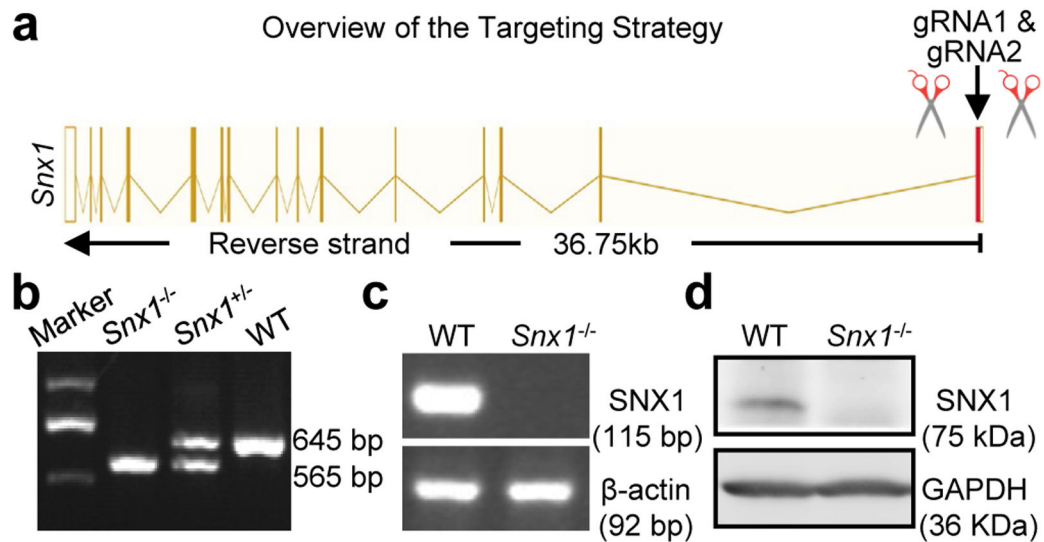 a
Overview of the Targeting Strategy
gRNA1 &
gRNA2
Snx1
Reverse strand
36.75kb
b
Marker
Snx1-/-
Snx1+/-
WT
645 bp
565 bp
c
WT
Snx1-/-
SNX1
(115 bp)
β-actin
(92 bp)
d
WT
Snx1-/-
SNX1
(75 kDa)
GAPDH
(36 KDa)